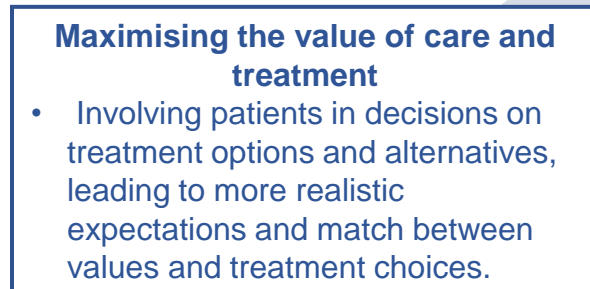 Maximising the value of care and
treatment
• Involving patients in decisions on
treatment options and alternatives,
leading to more realistic
expectations and match between
values and treatment choices.